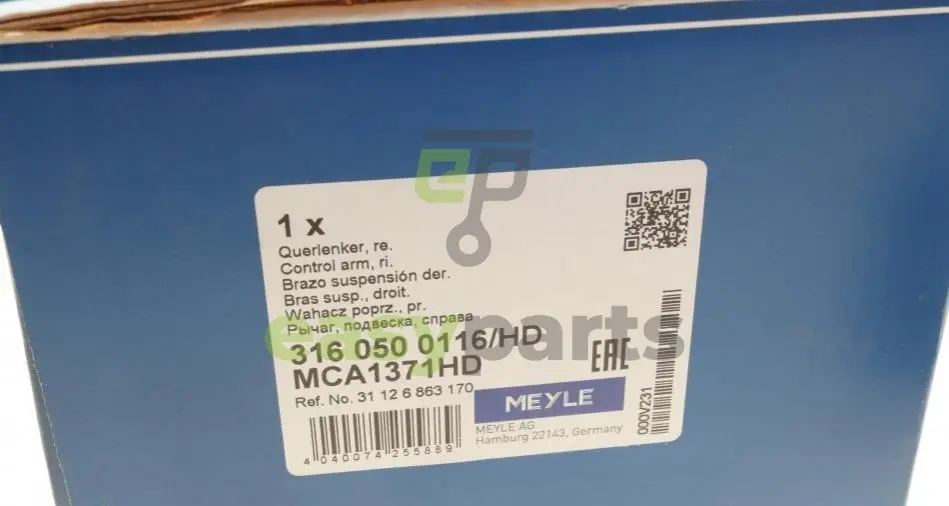 1 x
Querlenker, re.
Control arm, ri.
Brazo suspensión der.
Bras susp., droit.
Wahacz poprz., pr.
Рычаг, подвеска, справа
316 050 0116/HD
MCA1371HD
Ref. No. 31 12 6 863 170
4 040074 255889
MEYLE
MEYLE AG
Hamburg 22143, Germany
EAC
000V231
ep
easyparts